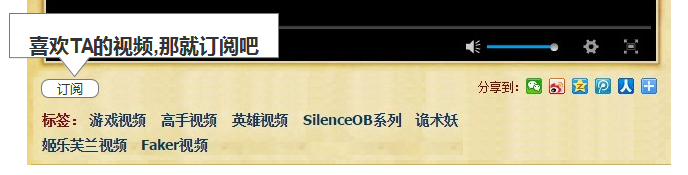 喜欢TA的视频,那就订阅吧
订阅
分享到:
标签: 游戏视频 高手视频 英雄视频 SilenceOB系列 诡术妖
姬乐芙兰视频 Faker视频